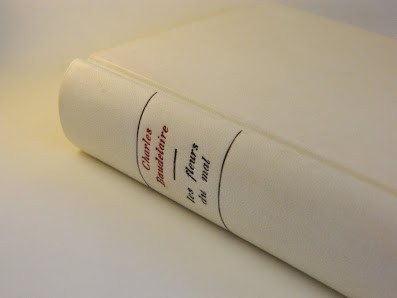 Charles
Baudelaire
les fleurs
du mal